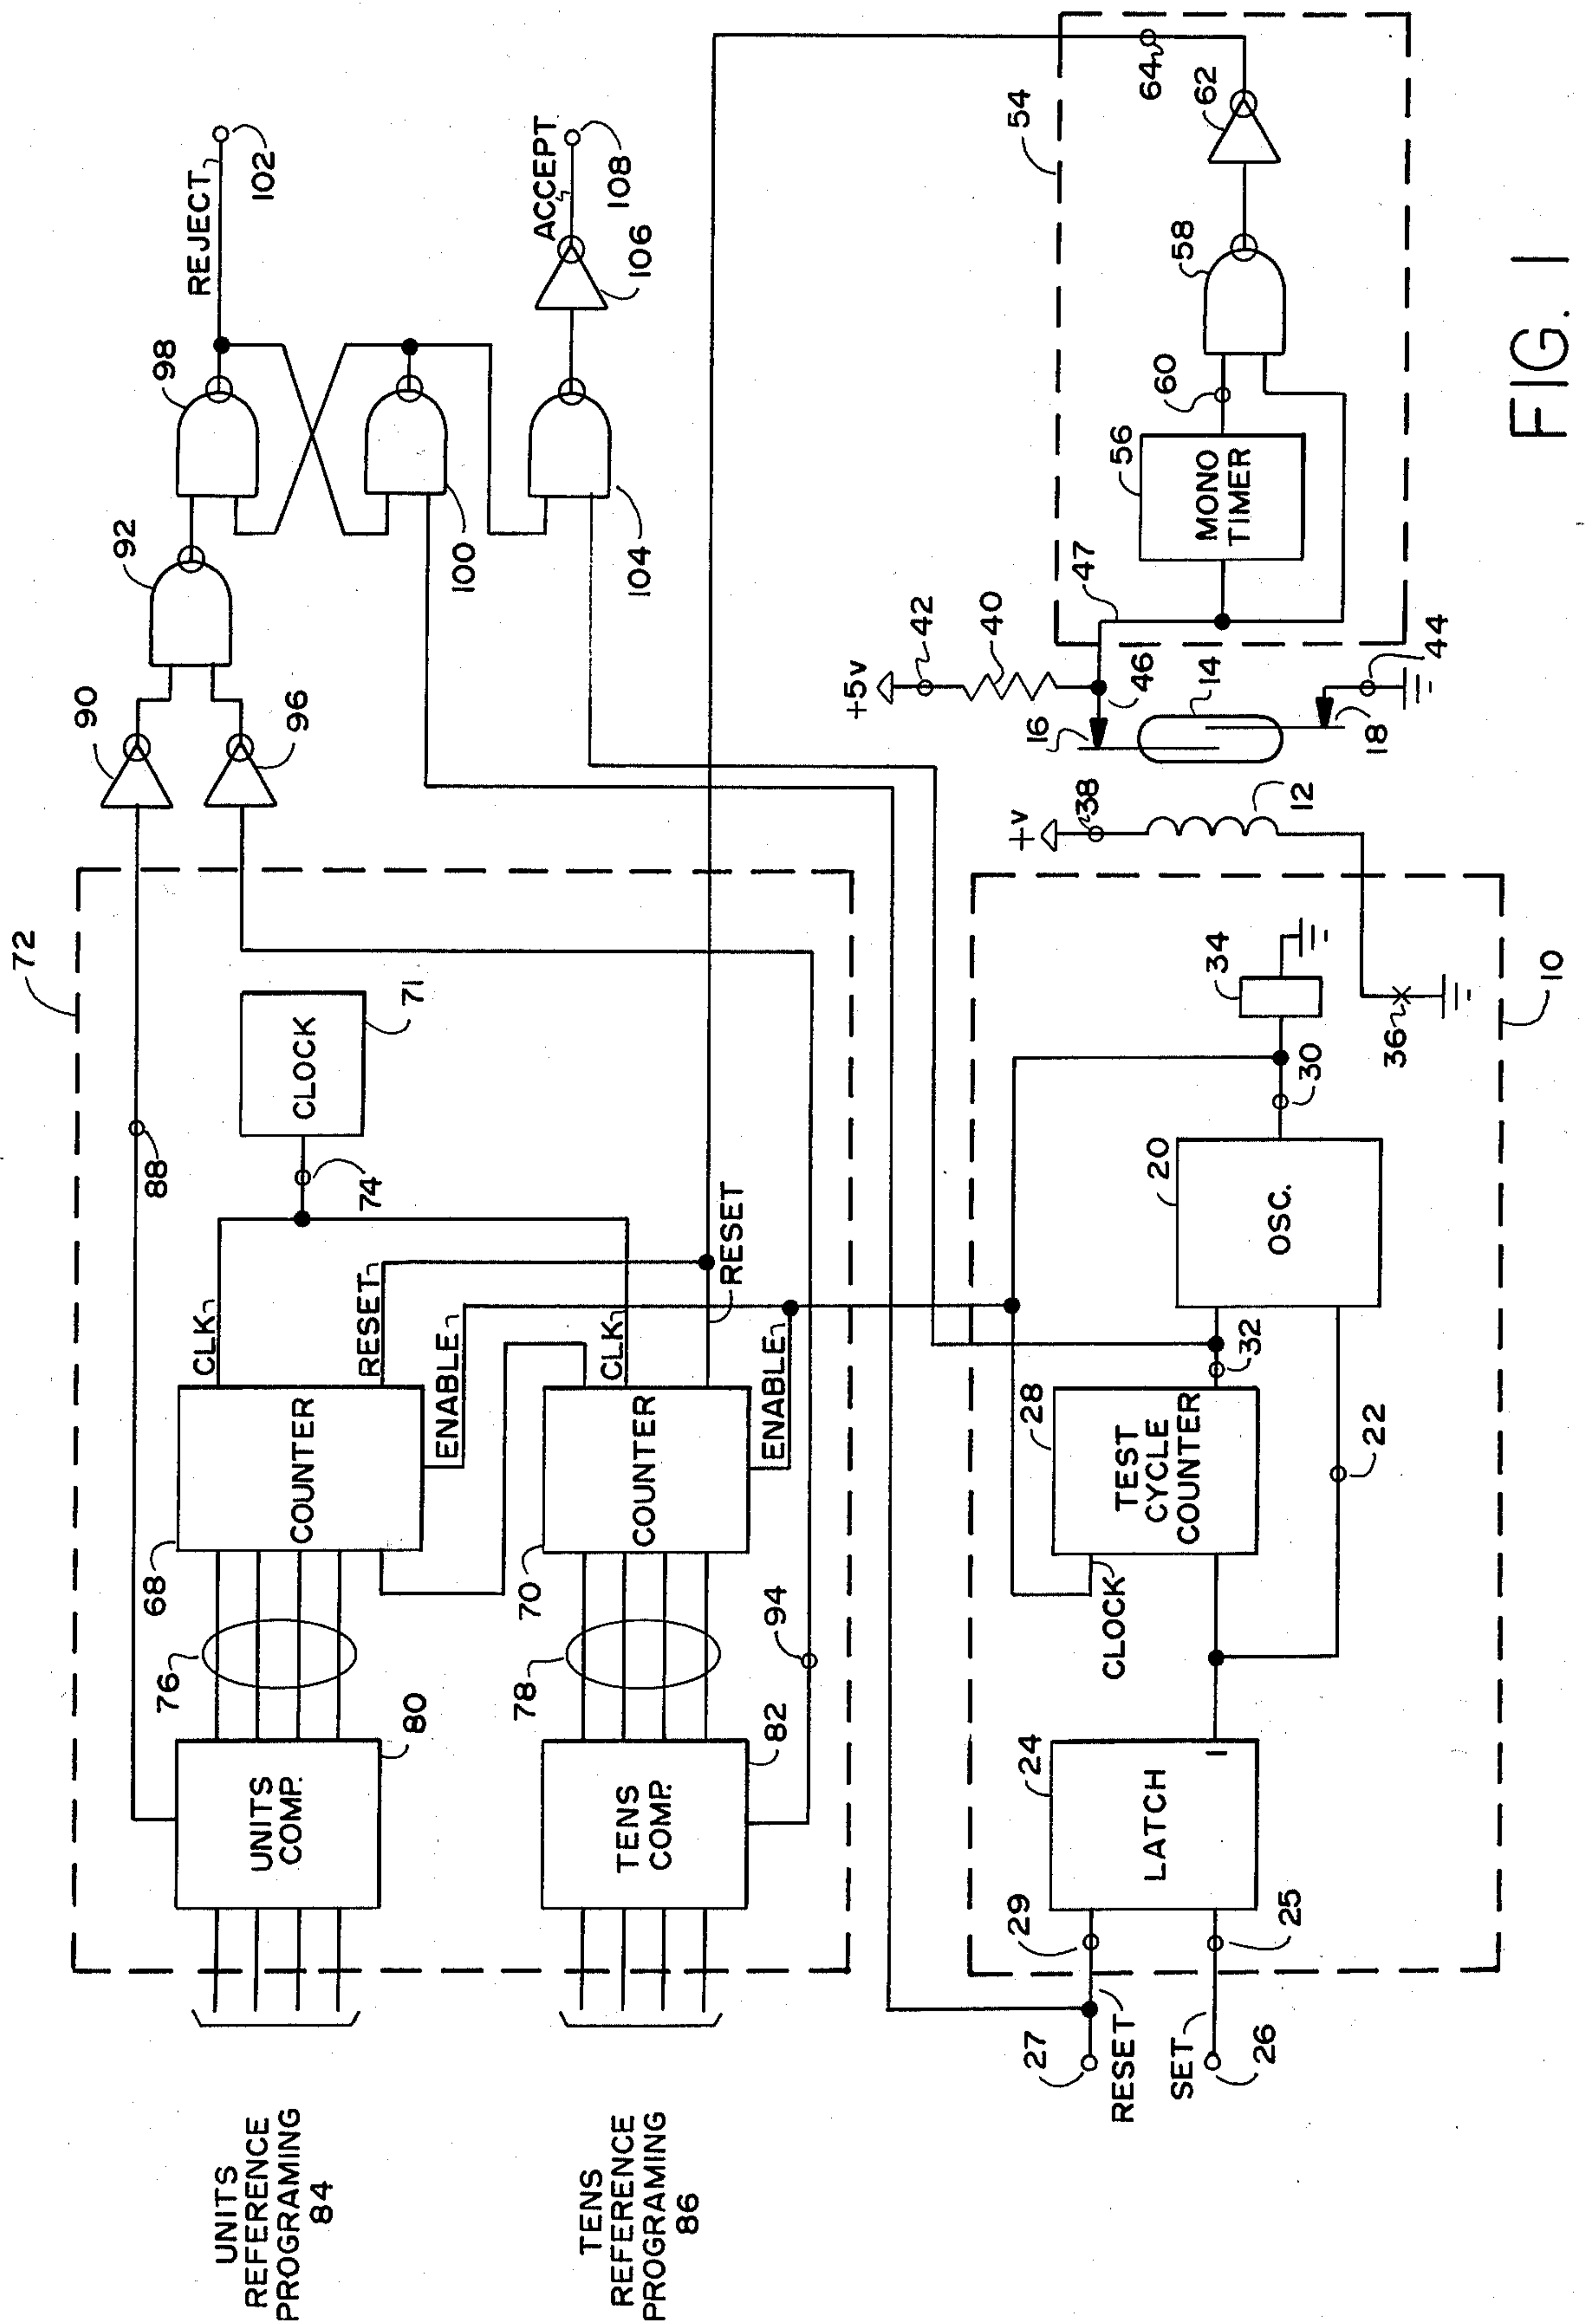 72
UNITS
REFERENCE
PROGRAMING
84
UNITS
COMP.
80
76
68
COUNTER
CLK
RESET
ENABLE
88
74
CLOCK
71
90
96
92
98
REJECT
102
100
TENS
REFERENCE
PROGRAMING
86
TENS
COMP.
82
78
70
COUNTER
CLK
RESET
ENABLE
94
104
106
ACCEPT
108
27
RESET
SET
26
29
25
24
LATCH
1
CLOCK
28
TEST
CYCLE
COUNTER
32
22
20
OSC.
30
34
36
10
+V
38
12
+5V
42
40
16
46
14
18
44
47
56
MONO
TIMER
60
58
62
64
54
FIG. 1